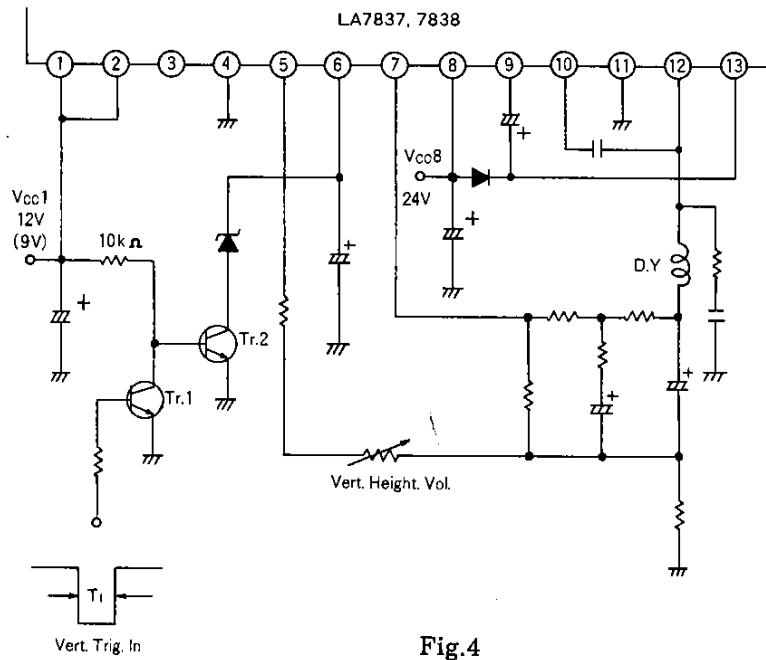 LA7837, 7838
1 2 3 4 5 6 7 8 9 10 11 12 13
Vcc8
24V
Vcc1
12V
(9V)
10kΩ
D.Y
Tr.2
Tr.1
Vert. Height. Vol.
T1
Vert. Trig. In
Fig.4